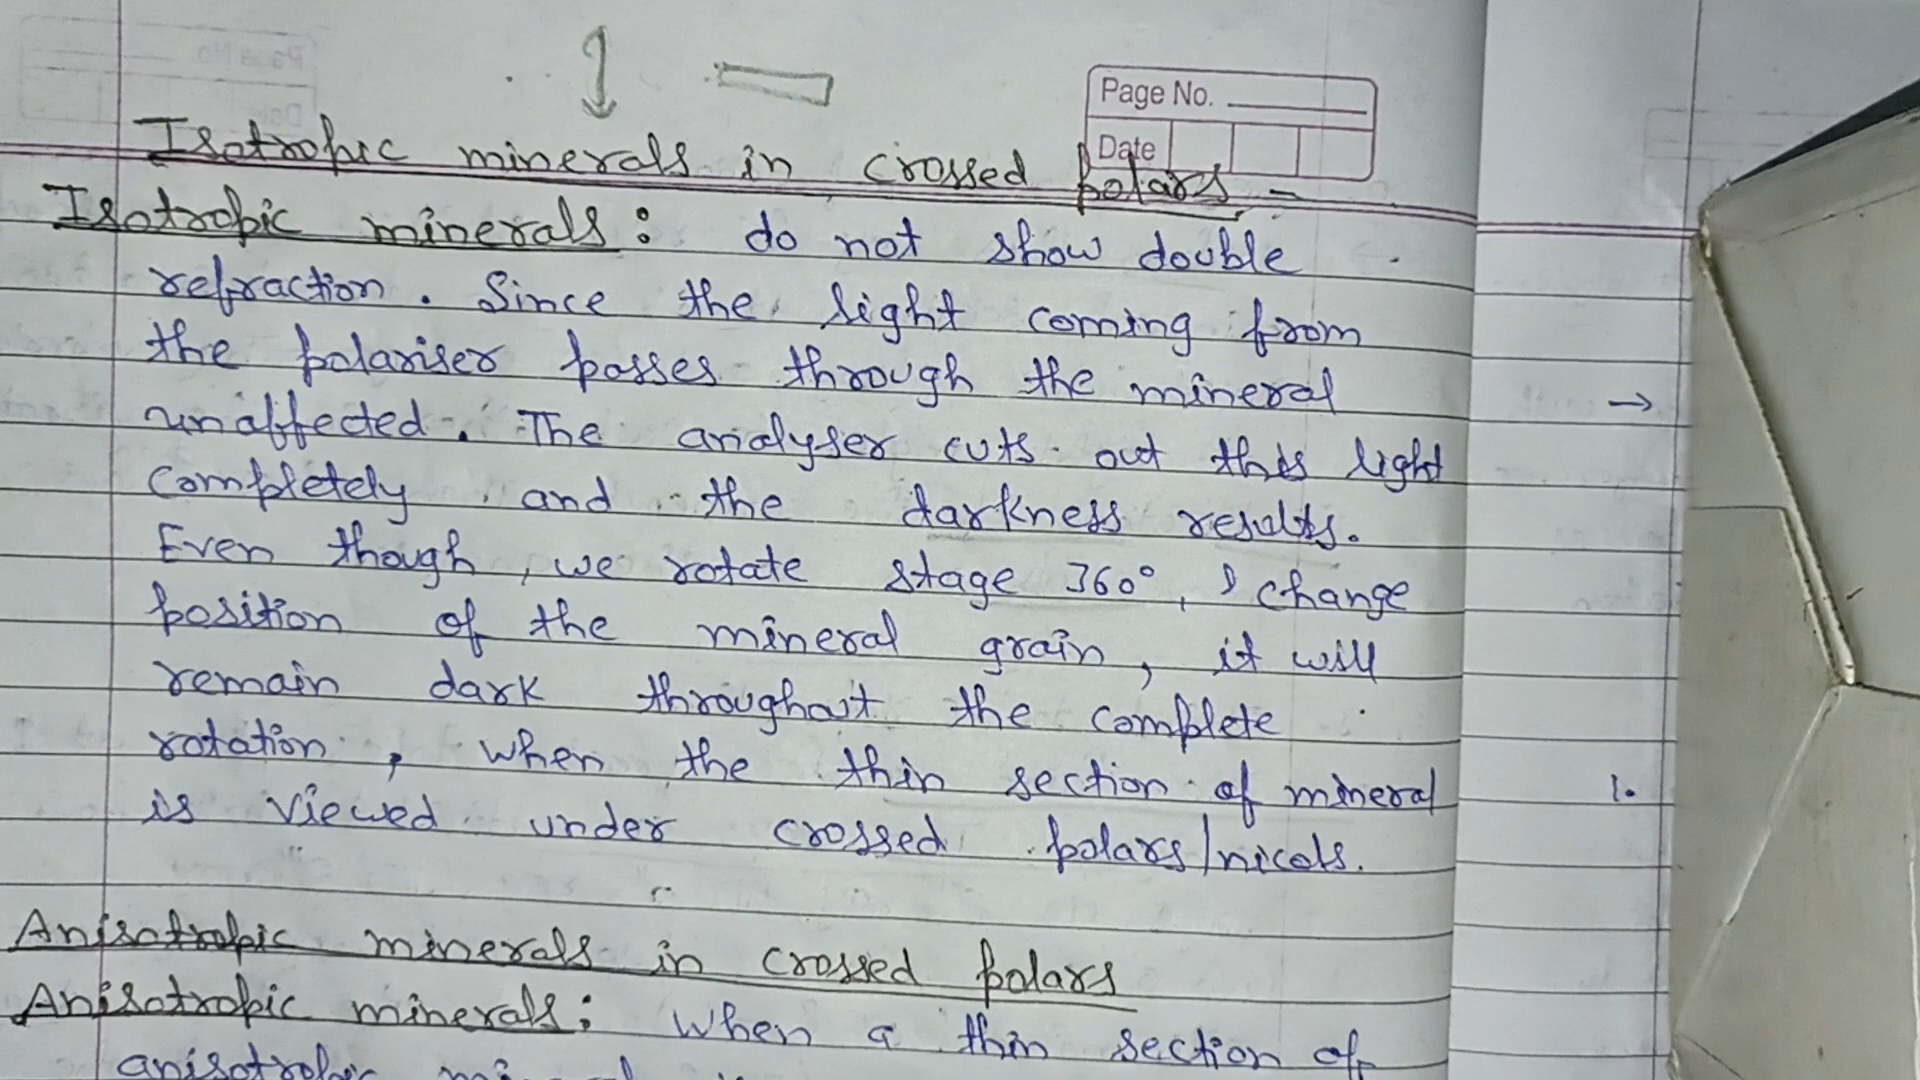 Page No.
Date
Isotropic minerals in crossed polars -
Isotropic minerals: do not show double
refraction. Since the light coming from
the polariser passes through the mineral
unaffected. The analyser cuts out this light
completely and the darkness results.
Even though, we rotate stage 360°, & change
position of the mineral grain, it will
remain dark throughout the complete
rotation, when the thin section of mineral
is viewed under crossed polars/nicols.
Anisotropic minerals in crossed polars
Anisotropic minerals: When a thin section of
anisotropic
→
1.